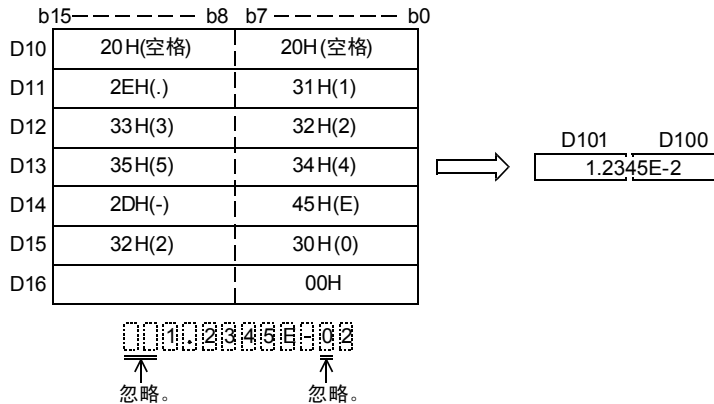 b15 b8 b7 b0
D10 20H(空格) 20H(空格)
D11 2EH(.) 31H(1)
D12 33H(3) 32H(2)
D13 35H(5) 34H(4)
D14 2DH(-) 45H(E)
D15 32H(2) 30H(0)
D16 00H
D101 D100
1.2345E-2
1.2345E-02
忽略。 忽略。